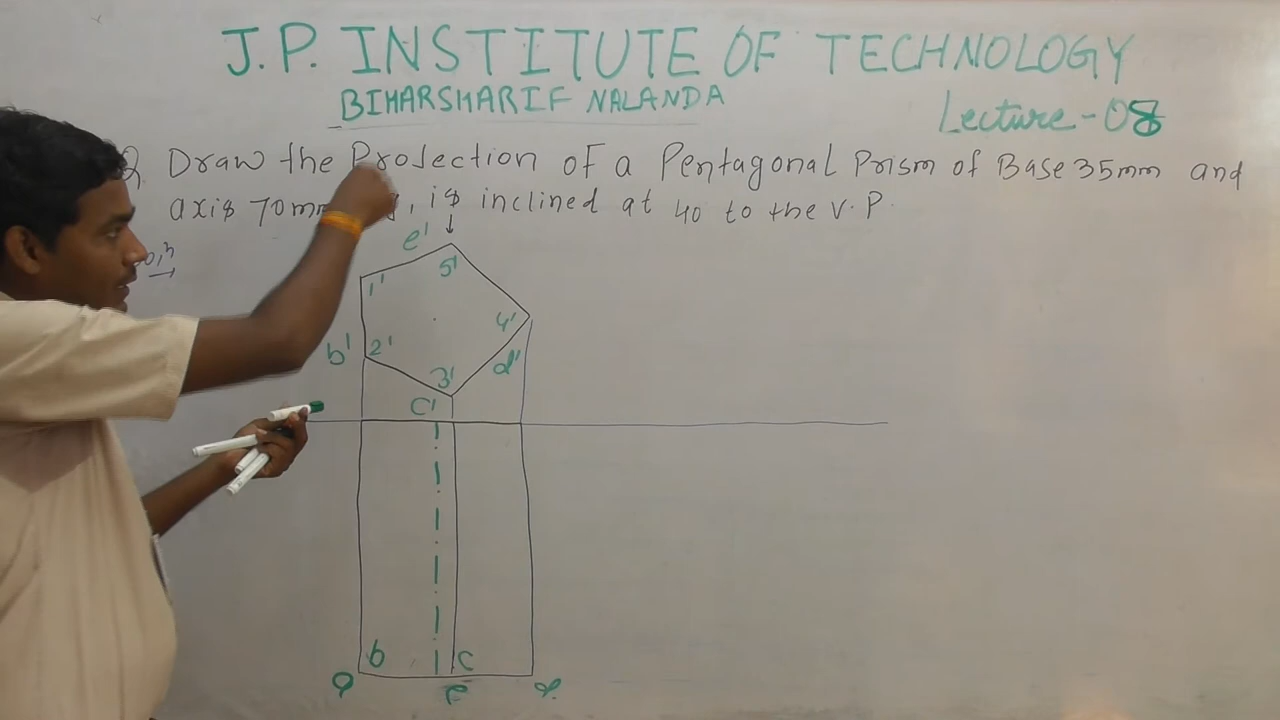 J.P. INSTITUTE OF TECHNOLOGY
BIHARSHARIF NALANDA
Lecture-08
Q Draw the Projection of a Pentagonal Prism of Base 35mm and
axis 70mm , is inclined at 40 to the V.P.
e'
1' 5'
4'
b' 2'
d'
3'
c'
b c
a e d